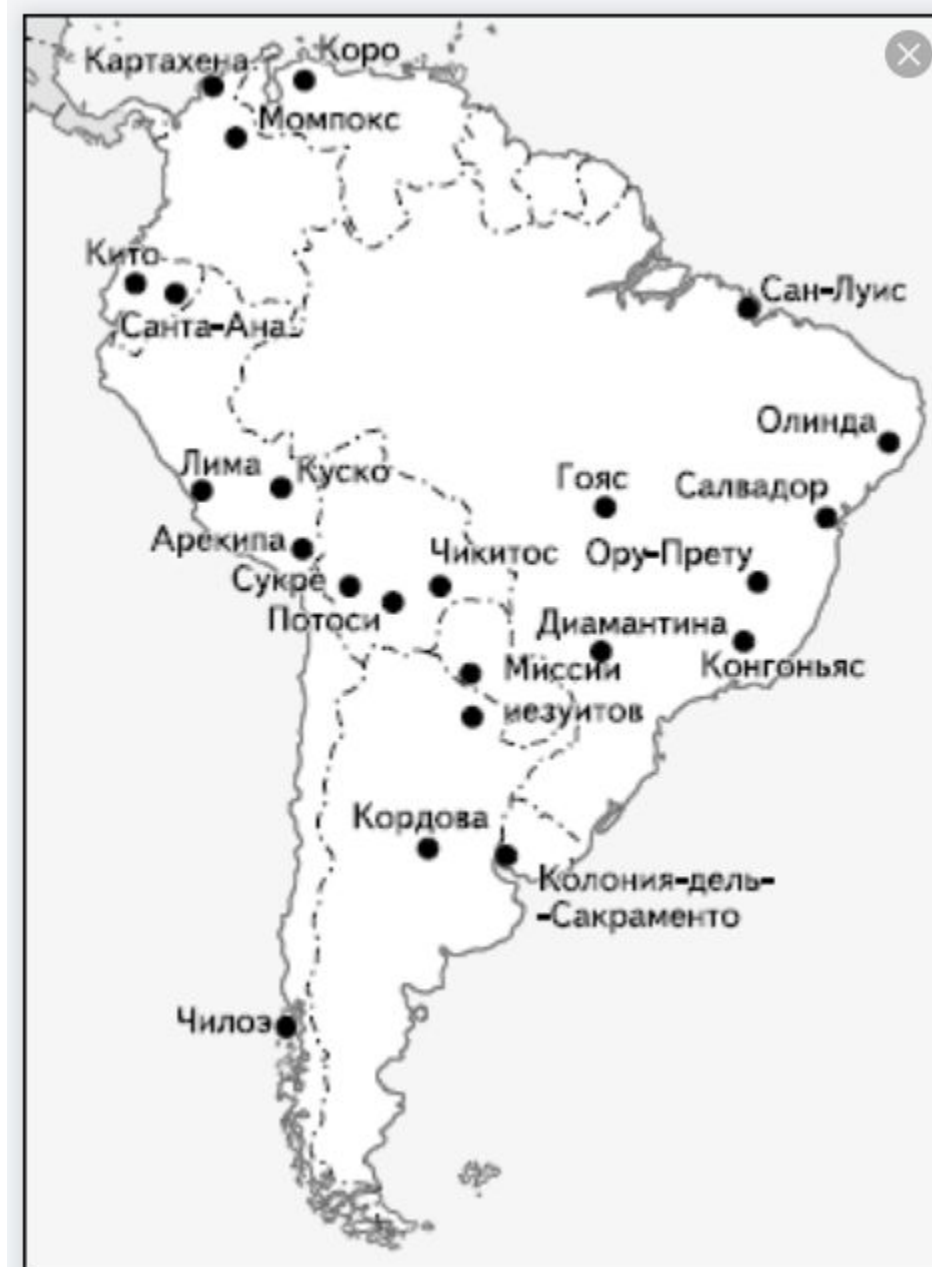 Картахена
Коро
Момпокс
Кито
Санта-Ана
Сан-Луис
Олинда
Лима
Куско
Гояс
Салвадор
Арекипа
Чикитос
Ору-Прету
Сукре
Потоси
Диамантина
Миссии
иезуитов
Конгоньяс
Кордова
Колония-дель-
-Сакраменто
Чилоэ